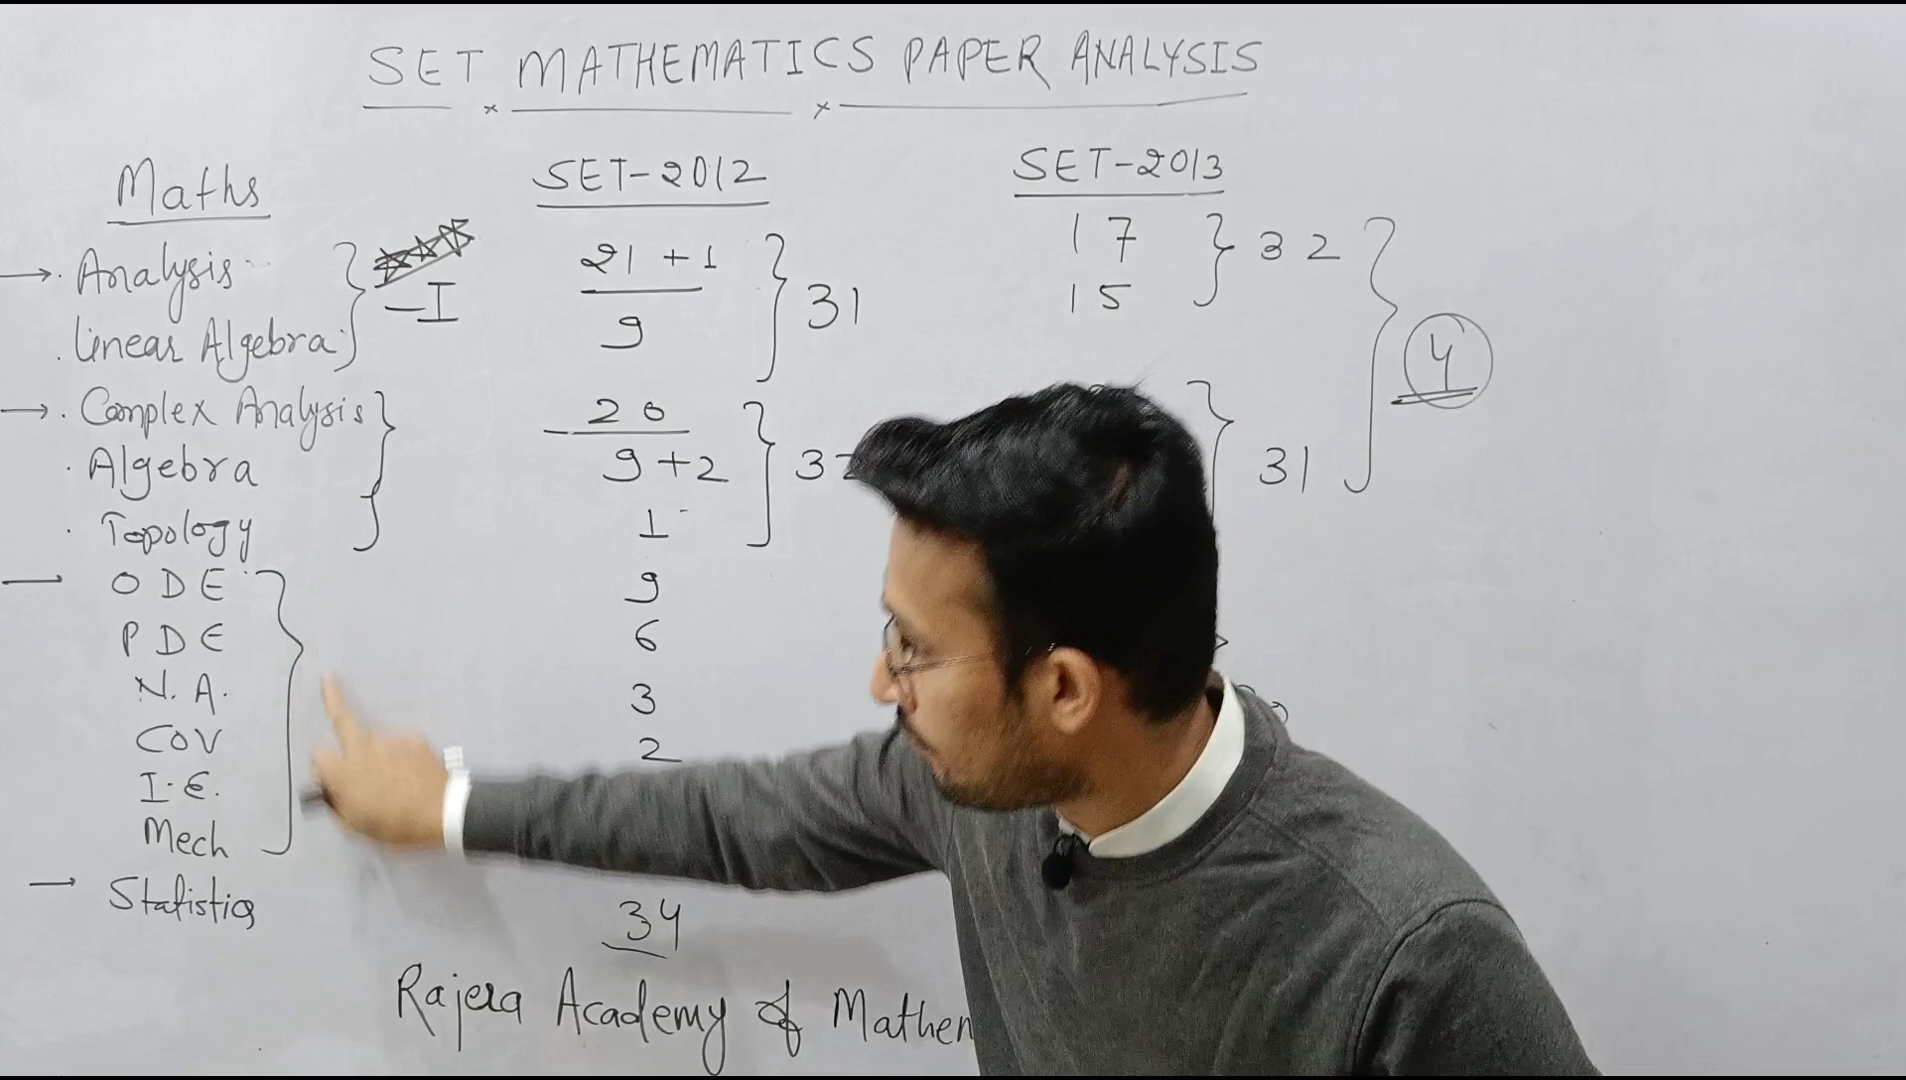 SET MATHEMATICS PAPER ANALYSIS
Maths SET-2012 SET-2013
→ . Analysis 21 + 1 17
-I 31 32
. Linear Algebra 9 15
4
→ . Complex Analysis 20
. Algebra 9 + 2 31
. Topology 1
— ODE 9
PDE 6
N.A. 3
COV 2
I.E.
Mech
— Statistics 34
Rajera Academy of